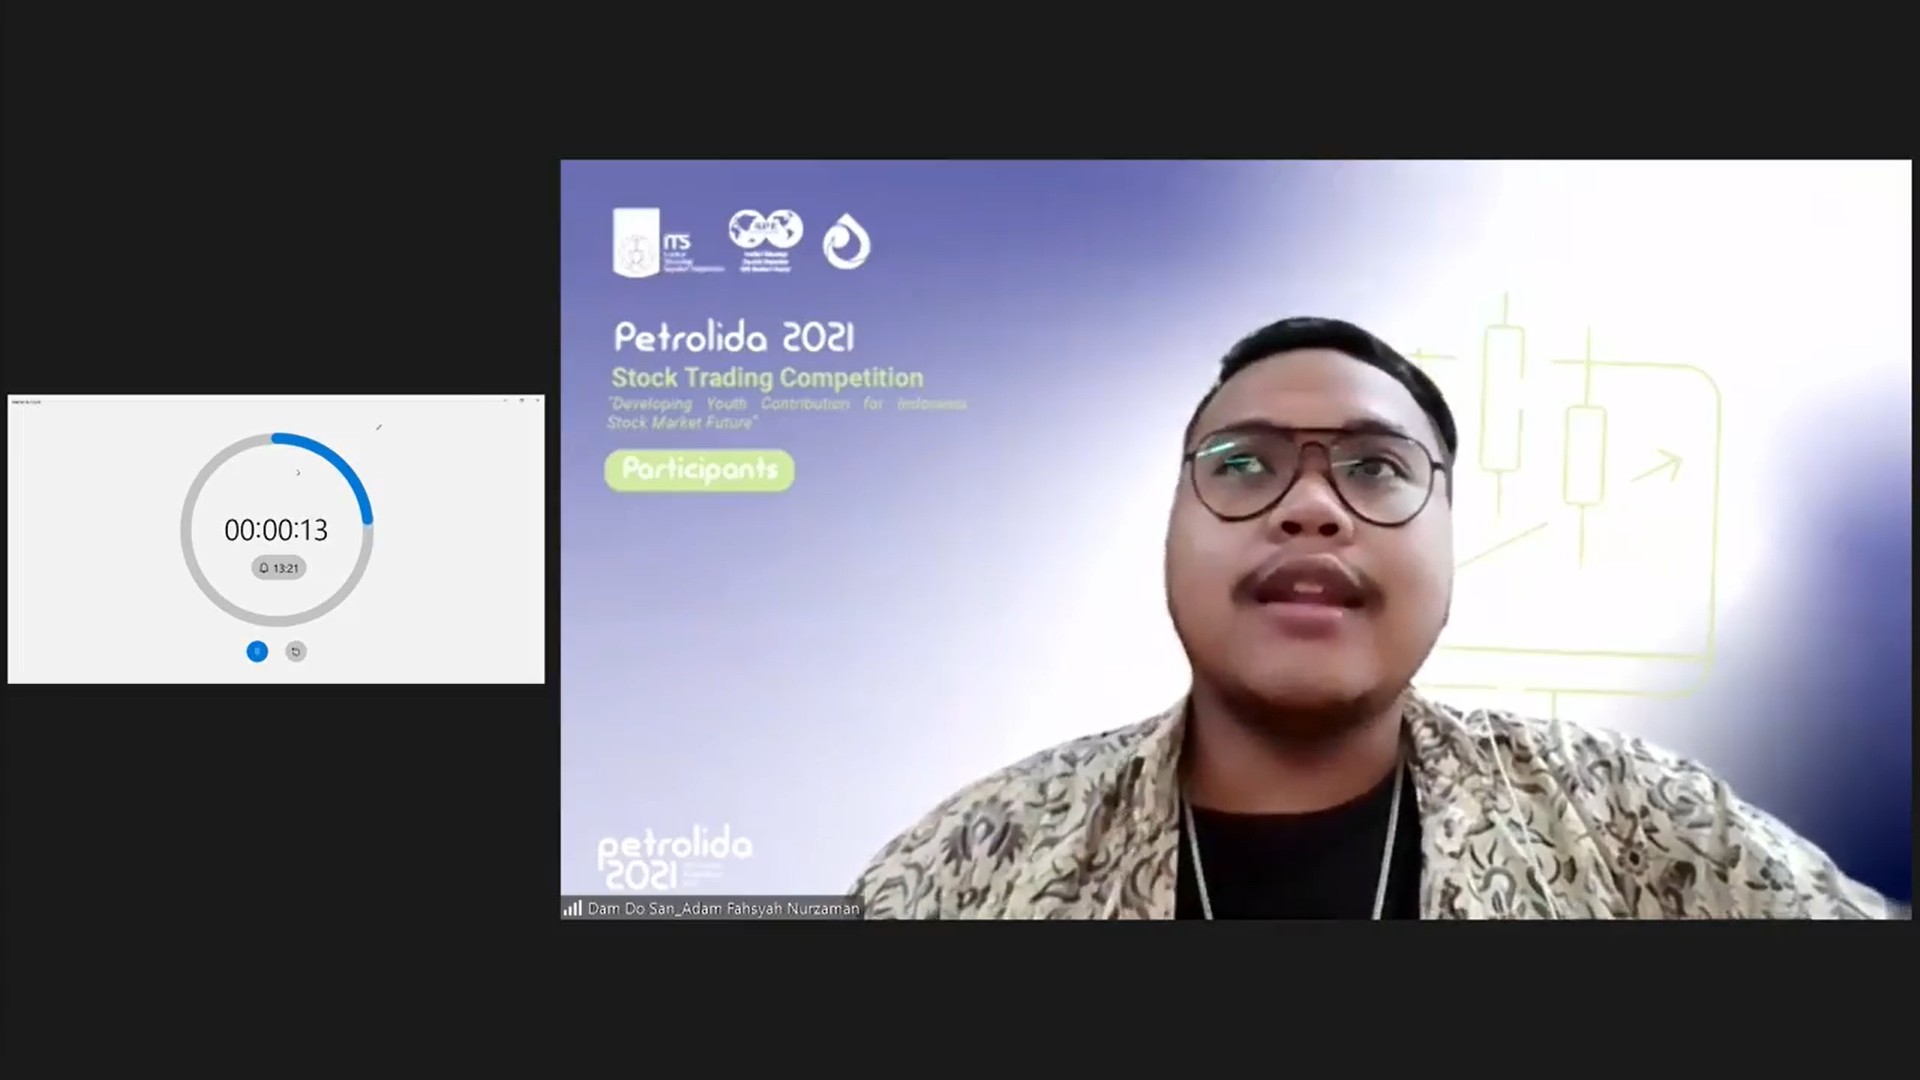 00:00:13
13:21
ITS
SPE
Petrolida 2021
Stock Trading Competition
"Developing Youth Contribution for Indonesia
Stock Market Future"
Participants
petrolida
2021
Dam Do San_Adam Fahsyah Nurzaman